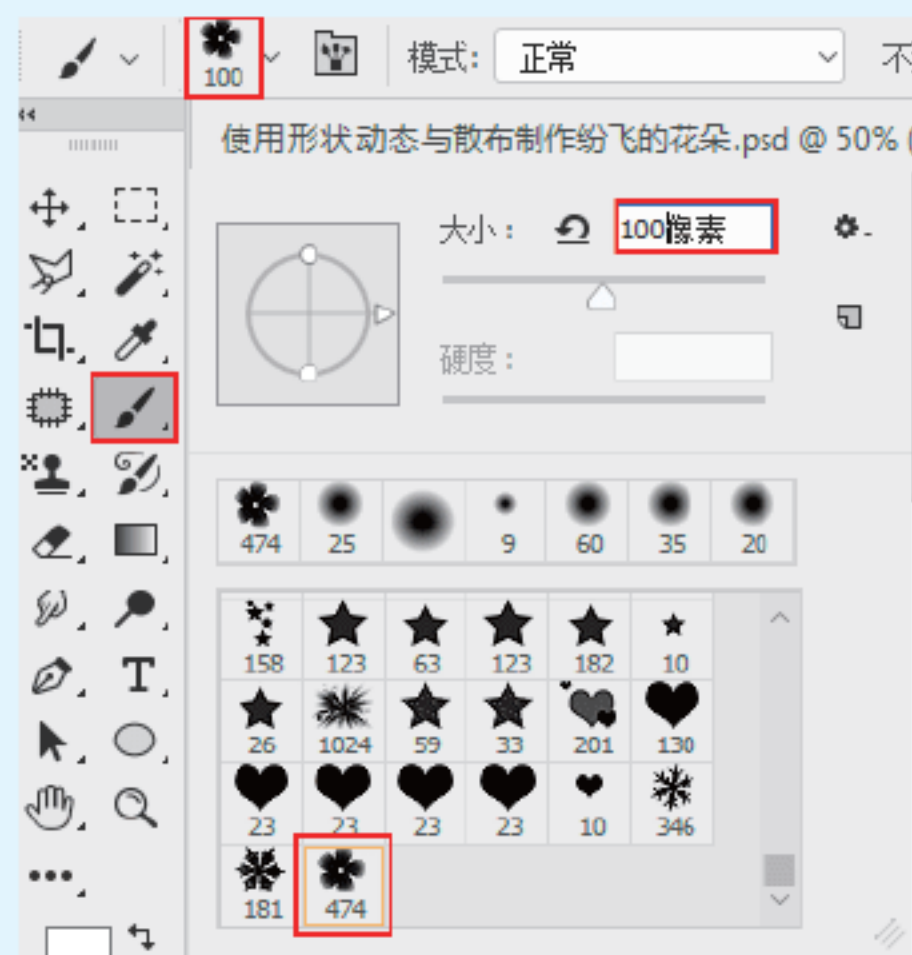 100
模式： 正常 不
使用形状动态与散布制作纷飞的花朵.psd @ 50% (
大小： 100像素
硬度：
474 25 9 60 35 20
158 123 63 123 182 10
26 1024 59 33 201 130
23 23 23 23 10 346
181 474
T